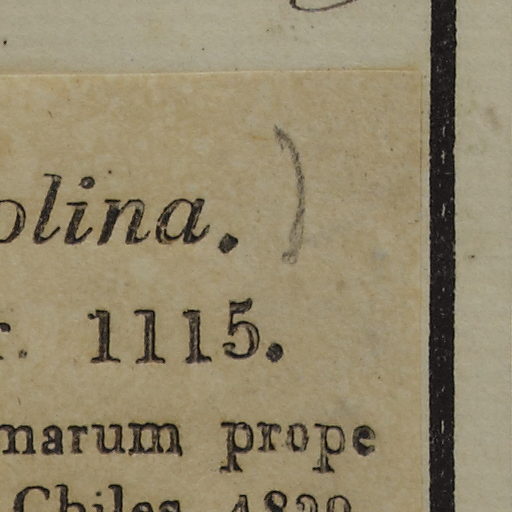 olina. )
r. 1115.
marum prope